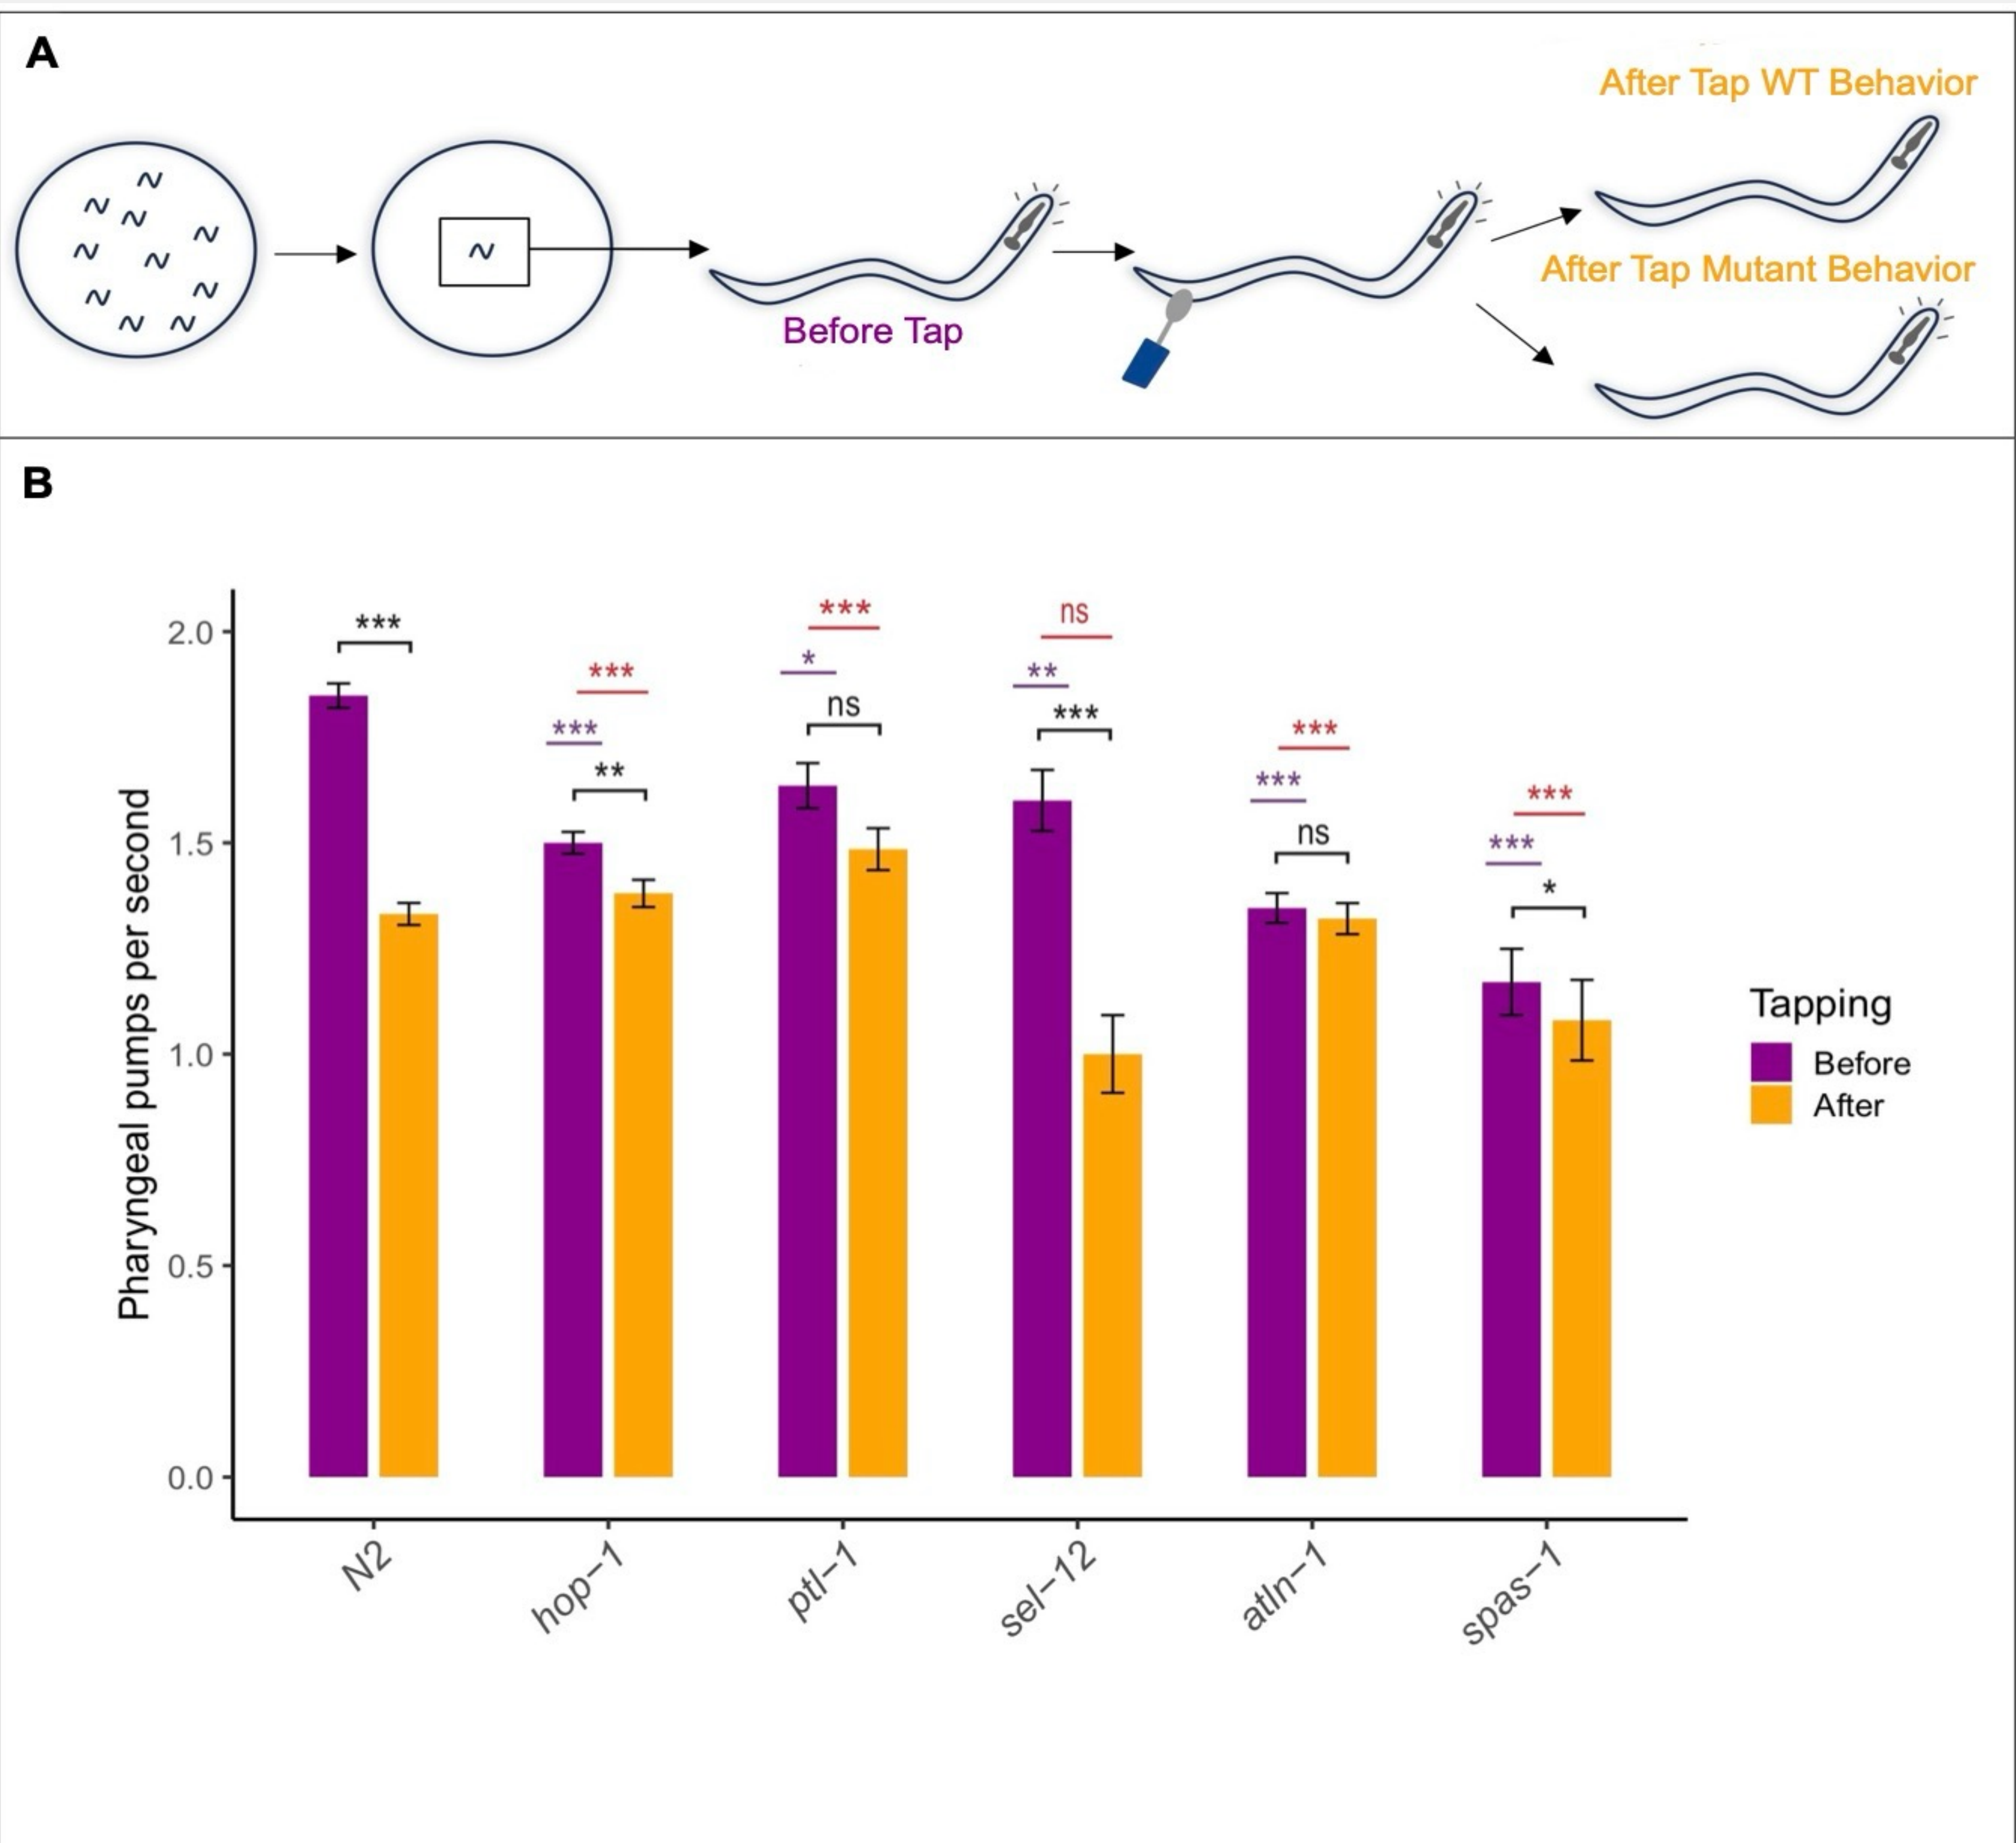 A
After Tap WT Behavior
After Tap Mutant Behavior
Before Tap
B
Pharyngeal pumps per second
2.0
1.5
1.0
0.5
0.0
***
***
***
**
***
*
ns
ns
**
***
***
***
ns
***
***
*
N2
hop-1
ptl-1
sel-12
atln-1
spas-1
Tapping
Before
After